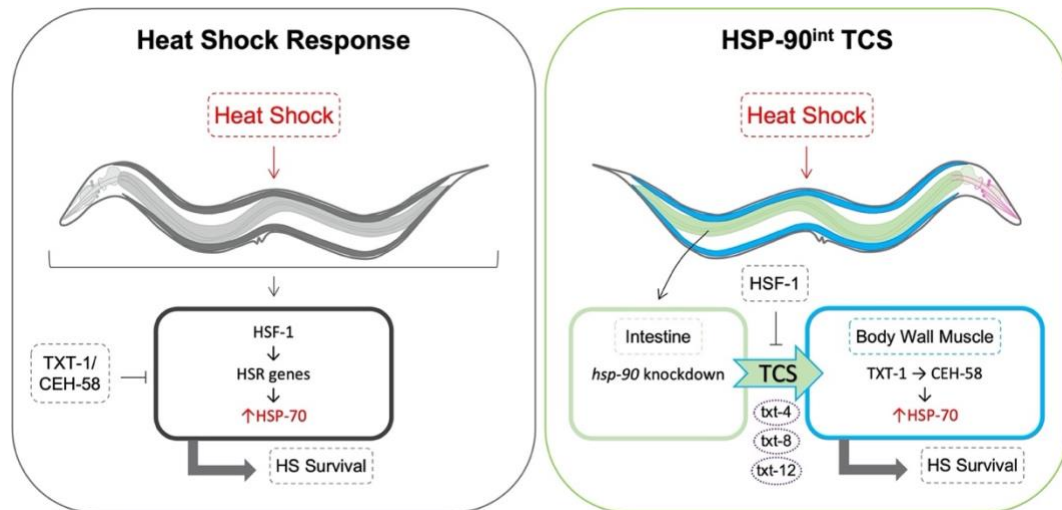 Heat Shock Response
Heat Shock
HSF-1
HSR genes
↑HSP-70
TXT-1/
CEH-58
HS Survival
HSP-90ⁱⁿᵗ TCS
Heat Shock
HSF-1
Intestine
hsp-90 knockdown
TCS
txt-4
txt-8
txt-12
Body Wall Muscle
TXT-1 → CEH-58
↑HSP-70
HS Survival